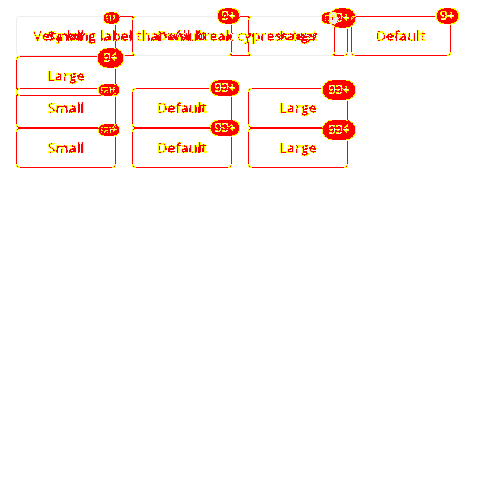 9+ 9+
Very long label that will break cypress Default
9+
Large
99+ 99+ 99+
Small Default Large
99+ 99+ 99+
Small Default Large